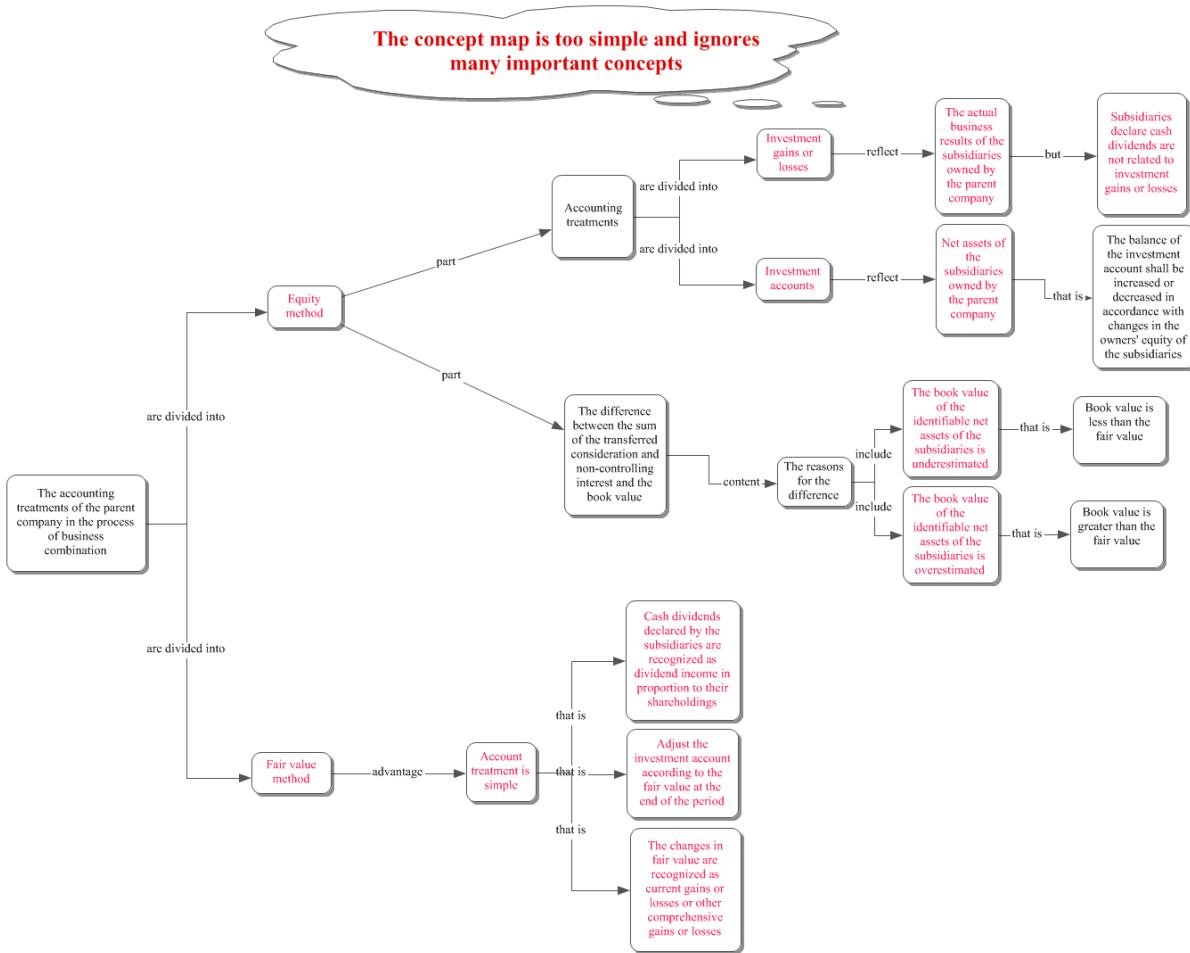 The concept map is too simple and ignores
many important concepts
Investment
gains or
losses
reflect
The actual
business
results of the
subsidiaries
owned by
the parent
company
but
Subsidiaries
declare cash
dividends are
not related to
investment
gains or losses
are divided into
Accounting
treatments
are divided into
Investment
accounts
reflect
Net assets of
the
subsidiaries
owned by
the parent
company
that is
The balance of
the investment
account shall be
increased or
decreased in
accordance with
changes in the
owners' equity of
the subsidiaries
part
Equity
method
part
The difference
between the sum
of the transferred
consideration and
non-controlling
interest and the
book value
content
The reasons
for the
difference
include
The book value
of the
identifiable net
assets of the
subsidiaries is
underestimated
that is
Book value is
less than the
fair value
include
The book value
of the
identifiable net
assets of the
subsidiaries is
overestimated
that is
Book value is
greater than the
fair value
are divided into
The accounting
treatments of the parent
company in the process
of business
combination
are divided into
Fair value
method
advantage
Account
treatment is
simple
that is
Cash dividends
declared by the
subsidiaries are
recognized as
dividend income in
proportion to their
shareholdings
that is
Adjust the
investment account
according to the
fair value at the
end of the period
that is
The changes in
fair value are
recognized as
current gains or
losses or other
comprehensive
gains or losses